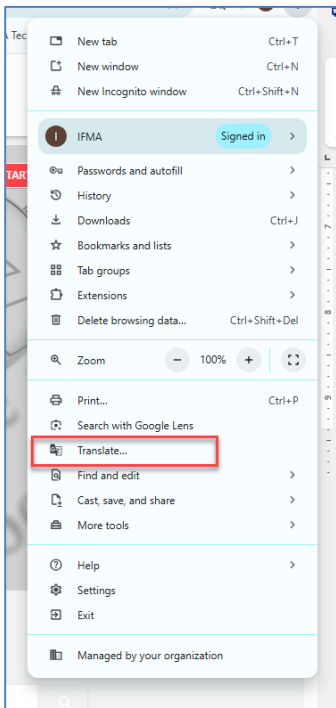 Tec
New tab Ctrl+T
New window Ctrl+N
New Incognito window Ctrl+Shift+N
I IFMA Signed in
Passwords and autofill
TAR
History
Downloads Ctrl+J
Bookmarks and lists
Tab groups
Extensions
Delete browsing data... Ctrl+Shift+Del
Zoom - 100% +
Print... Ctrl+P
Search with Google Lens
Translate...
Find and edit
Cast, save, and share
More tools
Help
Settings
Exit
Managed by your organization